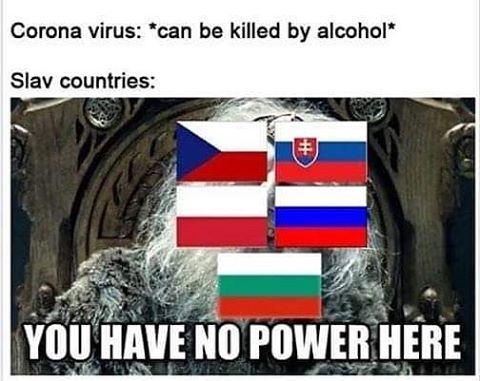 Corona virus: *can be killed by alcohol*
Slav countries:
YOU HAVE NO POWER HERE